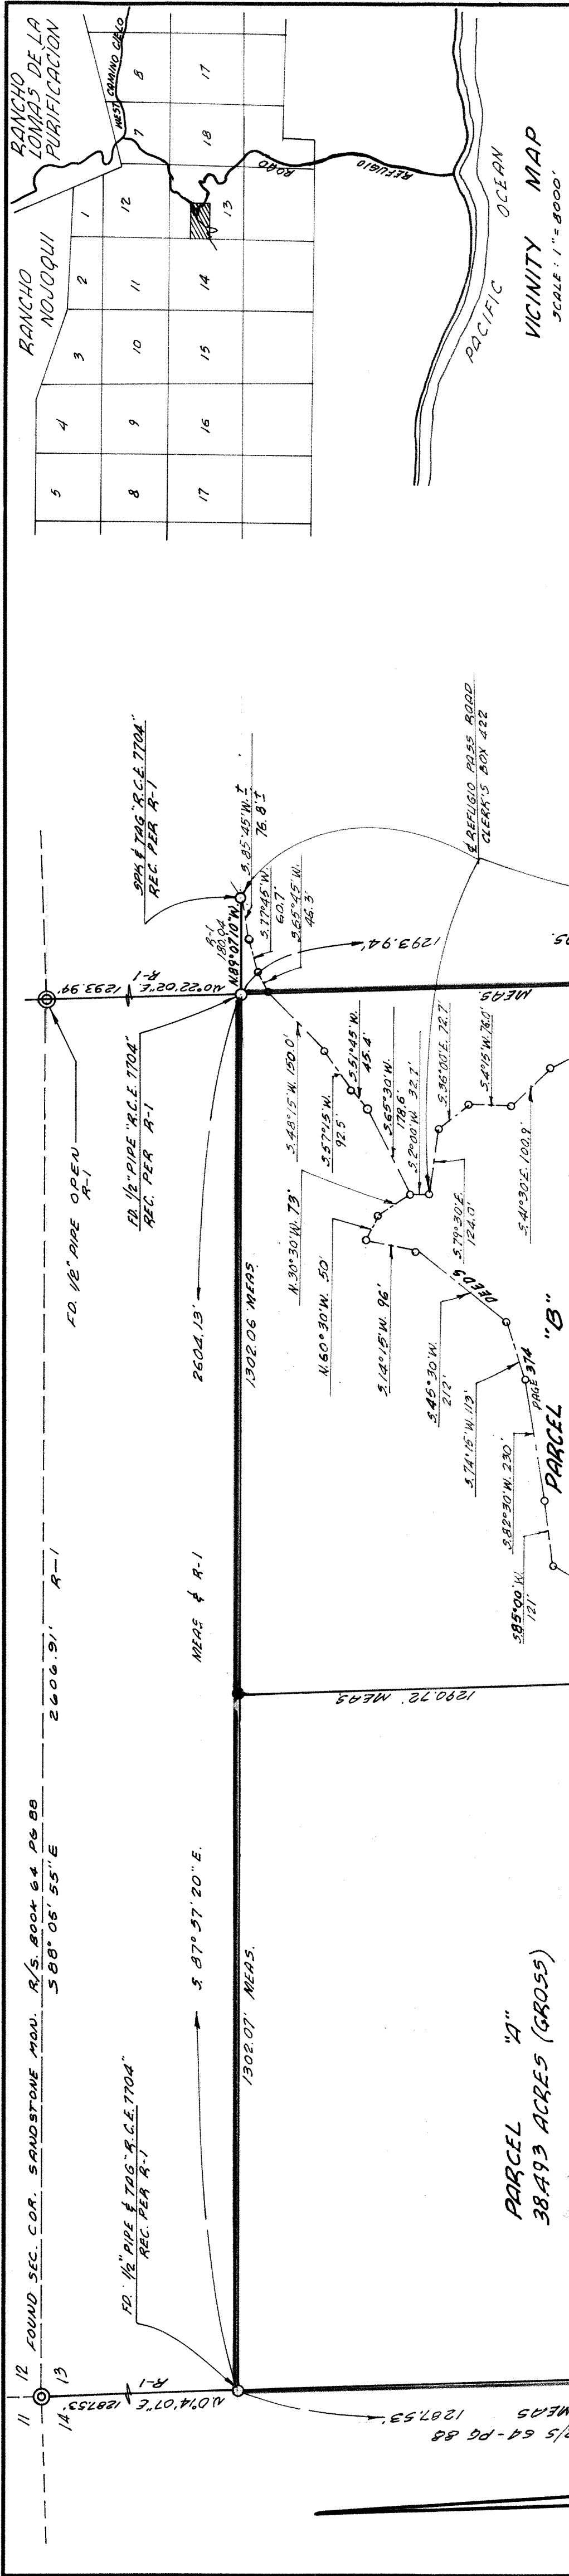 11 12
14 13
FOUND SEC. COR. SANDSTONE MON. R/S. BOOK 64 PG 88
S 88° 05' 55" E 2606.91' R-1
N.0°14'07"E 1287.53'
R-1
FD. 1/2" PIPE & TAG "R.C.E. 7704"
REC. PER R-1
S. 87° 57' 20" E.
MEAS & R-1
2604.13'
1302.07' MEAS.
1302.06 MEAS
FD. 1/2" PIPE OPEN
R-1
N0°22'02"E 1293.94'
R-1
FD. 1/2" PIPE "R.C.E. 7704"
REC. PER R-1
SPK & TAG "R.C.E. 7704"
REC. PER R-1
R-1
180.04
N.89°07'10"W.
S.85°45'W.±
76.8±
S.77°45'W.
60.7'
S.65°45'W.
46.3'
1293.94'
MEAS.
S.48°15'W. 150.0'
S.57°15'W.
92.5'
S.51°45'W.
45.4'
S.65°30'W.
178.6'
S.2°00'W. 32.7'
S.36°00'E. 72.7'
S.4°15'W. 76.0'
S.41°30'E. 100.9'
S.79°30'E.
124.0'
N.30°30'W. 73'
N.60°30'W. 50'
S.14°15'W. 96'
S.45°30'W.
212'
DEEDS
S.74°15'W. 113'
PAGE 374
S.82°30'W. 230'
S.85°00'W.
121'
PARCEL "B"
℄ REFUGIO PASS ROAD
CLERK'S BOX 422
1290.72' MEAS
PARCEL "A"
38.493 ACRES (GROSS)
1287.53'
MEAS
R/S 64-PG 88
RANCHO
LOMAS DE LA
PURIFICACION
RANCHO
NOJOQUI
WEST CAMINO CIELO
5 4 3 2 1
8 9 10 11 12 7 8
17 16 15 14 13 18 17
REFUGIO ROAD
PACIFIC OCEAN
VICINITY MAP
SCALE: 1" = 8000'